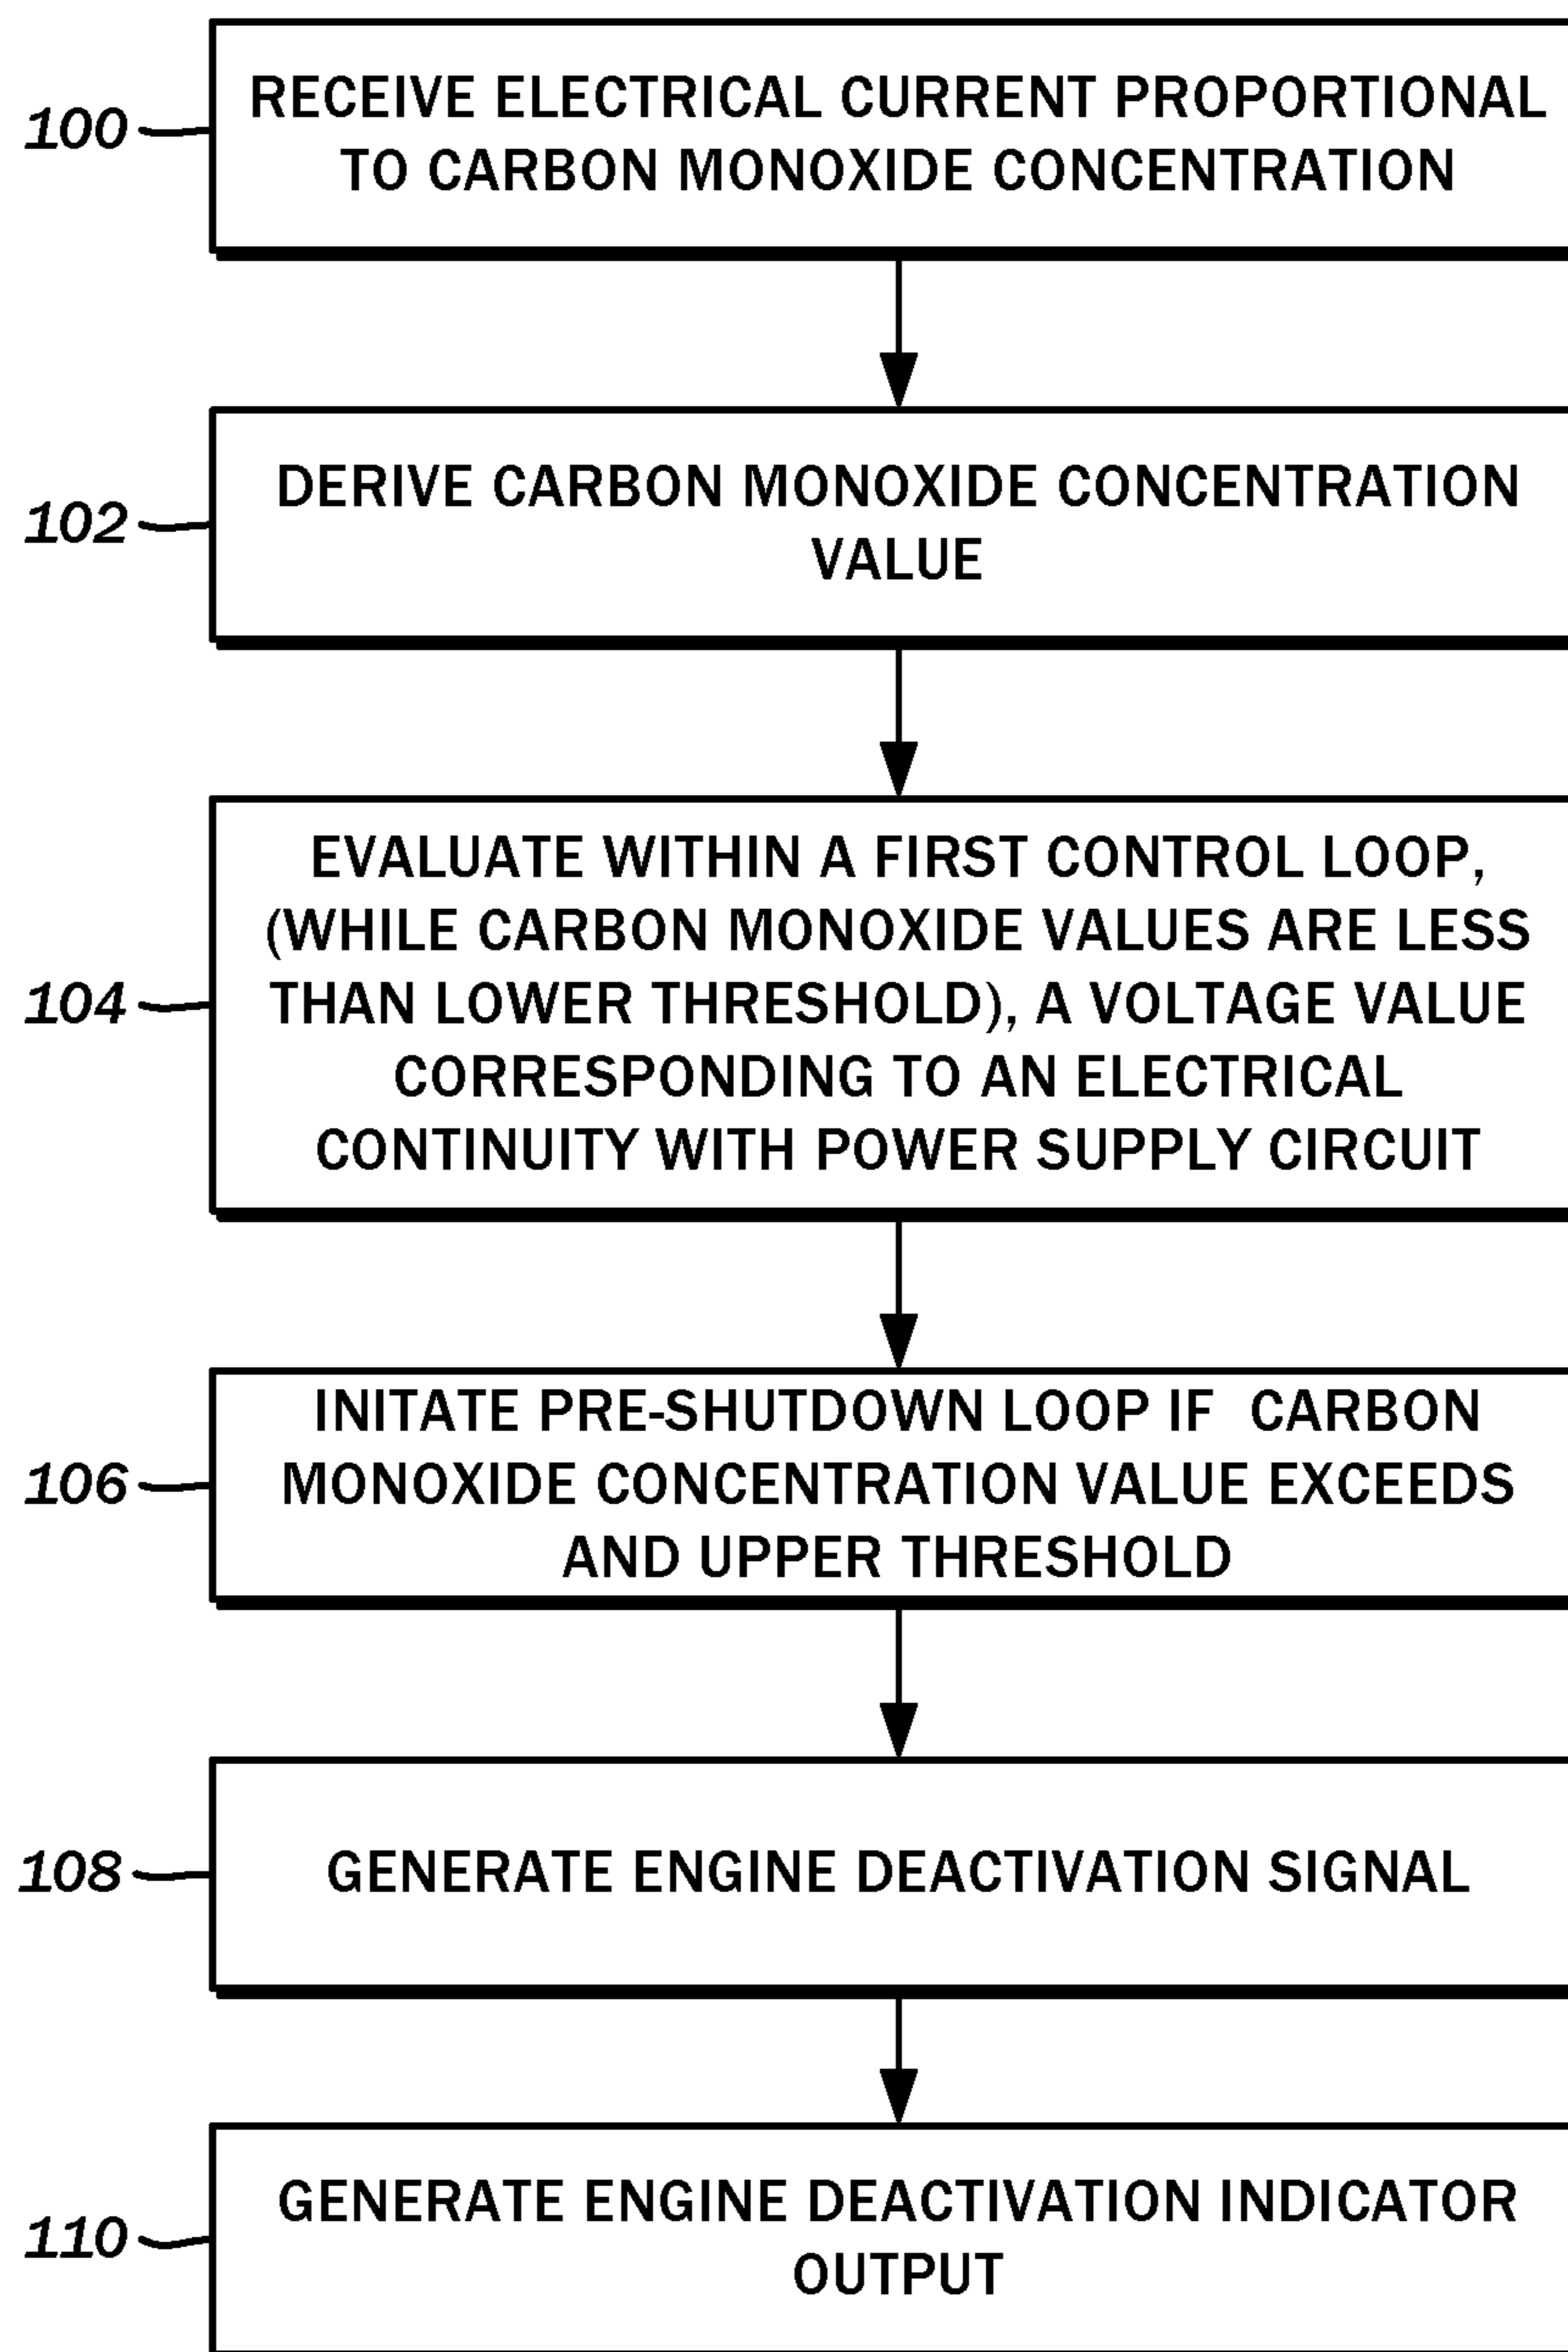 100
RECEIVE ELECTRICAL CURRENT PROPORTIONAL
TO CARBON MONOXIDE CONCENTRATION
102
DERIVE CARBON MONOXIDE CONCENTRATION
VALUE
104
EVALUATE WITHIN A FIRST CONTROL LOOP,
(WHILE CARBON MONOXIDE VALUES ARE LESS
THAN LOWER THRESHOLD), A VOLTAGE VALUE
CORRESPONDING TO AN ELECTRICAL
CONTINUITY WITH POWER SUPPLY CIRCUIT
106
INITATE PRE-SHUTDOWN LOOP IF CARBON
MONOXIDE CONCENTRATION VALUE EXCEEDS
AND UPPER THRESHOLD
108
GENERATE ENGINE DEACTIVATION SIGNAL
110
GENERATE ENGINE DEACTIVATION INDICATOR
OUTPUT